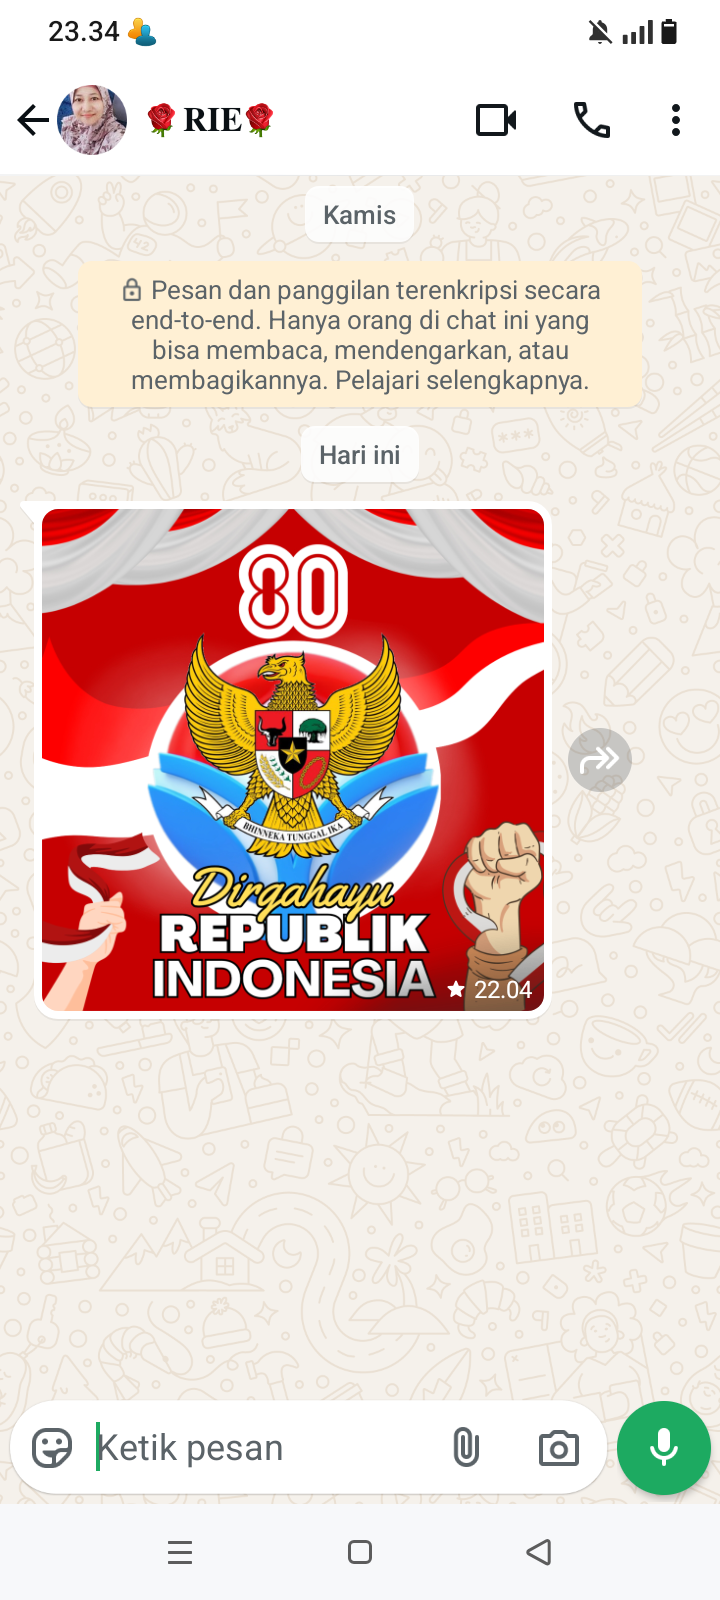 23.34
🌹RIE🌹
Kamis
Pesan dan panggilan terenkripsi secara
end-to-end. Hanya orang di chat ini yang
bisa membaca, mendengarkan, atau
membagikannya. Pelajari selengkapnya.
Hari ini
80
BHINNEKA TUNGGAL IKA
Dirgahayu
REPUBLIK
INDONESIA
22.04
Ketik pesan